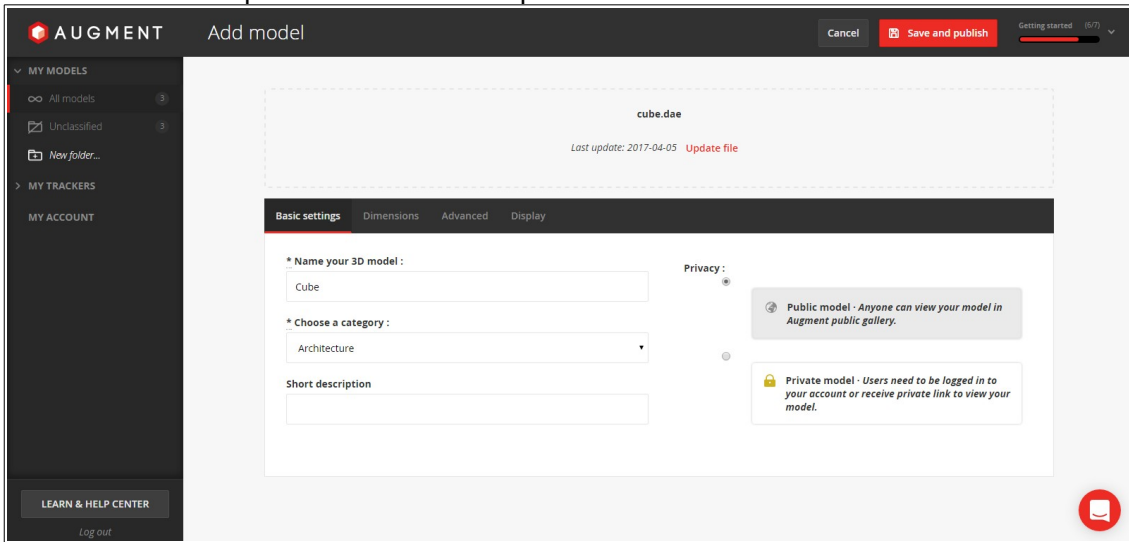 AUGMENT
Add model
Cancel
Save and publish
Getting started (6/7)
MY MODELS
All models 3
Unclassified 3
New folder...
MY TRACKERS
MY ACCOUNT
LEARN & HELP CENTER
Log out
cube.dae
Last update: 2017-04-05 Update file
Basic settings Dimensions Advanced Display
* Name your 3D model :
Cube
* Choose a category :
Architecture
Short description
Privacy :
Public model · Anyone can view your model in
Augment public gallery.
Private model · Users need to be logged in to
your account or receive private link to view your
model.